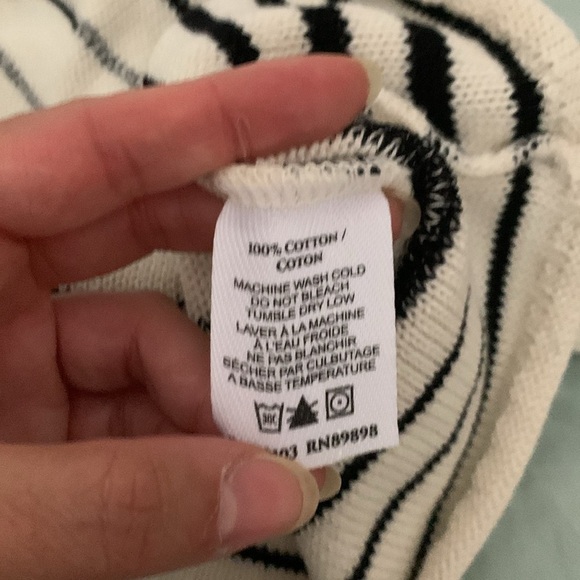 100% COTTON /
COTON
MACHINE WASH COLD
DO NOT BLEACH
TUMBLE DRY LOW
LAVER À LA MACHINE
À L'EAU FROIDE
NE PAS BLANCHIR
SÉCHER PAR CULBUTAGE
A BASSE TEMPÉRATURE
30C
RN89898